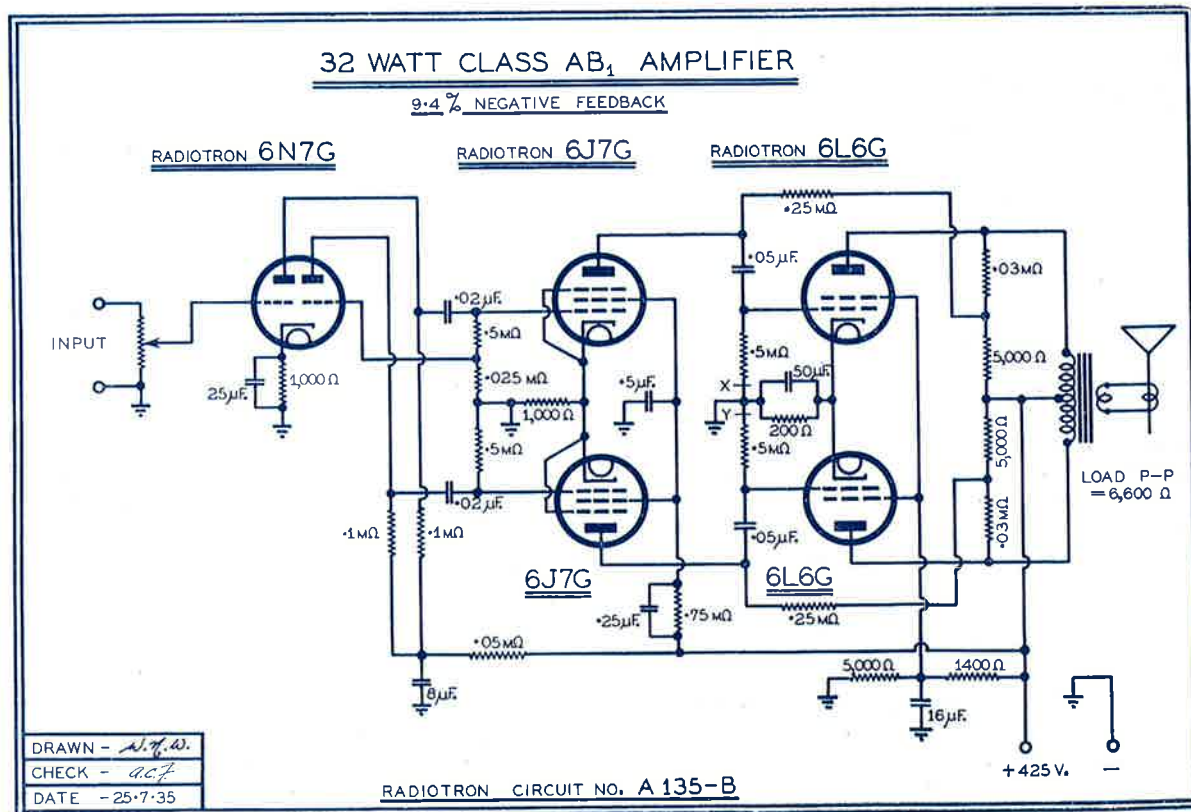 32 WATT CLASS AB₁ AMPLIFIER
9·4 % NEGATIVE FEEDBACK
RADIOTRON 6N7G
RADIOTRON 6J7G
RADIOTRON 6L6G
·25 MΩ
·05 µF.
·03 MΩ
·02 µF.
INPUT
·5 MΩ
·5 MΩ
5,000 Ω
25 µF.
1,000 Ω
·025 MΩ
·5 µF.
X
50 µF.
1,000 Ω
Y
200 Ω
·5 MΩ
·5 MΩ
5,000 Ω
LOAD P-P
= 6,600 Ω
·02 µF.
·03 MΩ
·1 MΩ
·1 MΩ
·05 µF.
6J7G
6L6G
·25 µF.
·75 MΩ
·25 MΩ
·05 MΩ
5,000 Ω
1400 Ω
8 µF.
16 µF.
+ 425 V.
–
DRAWN -
CHECK - a.c.f
DATE - 25·7·35
RADIOTRON CIRCUIT NO. A 135-B